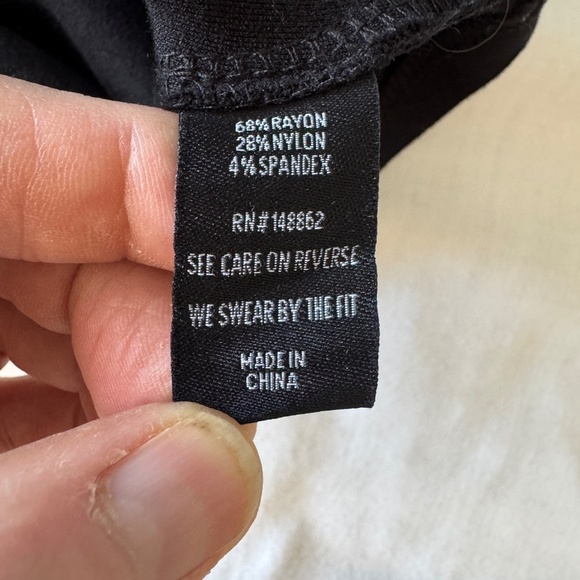 68% RAYON
28% NYLON
4% SPANDEX
RN# 148862
SEE CARE ON REVERSE
WE SWEAR BY THE FIT
MADE IN
CHINA